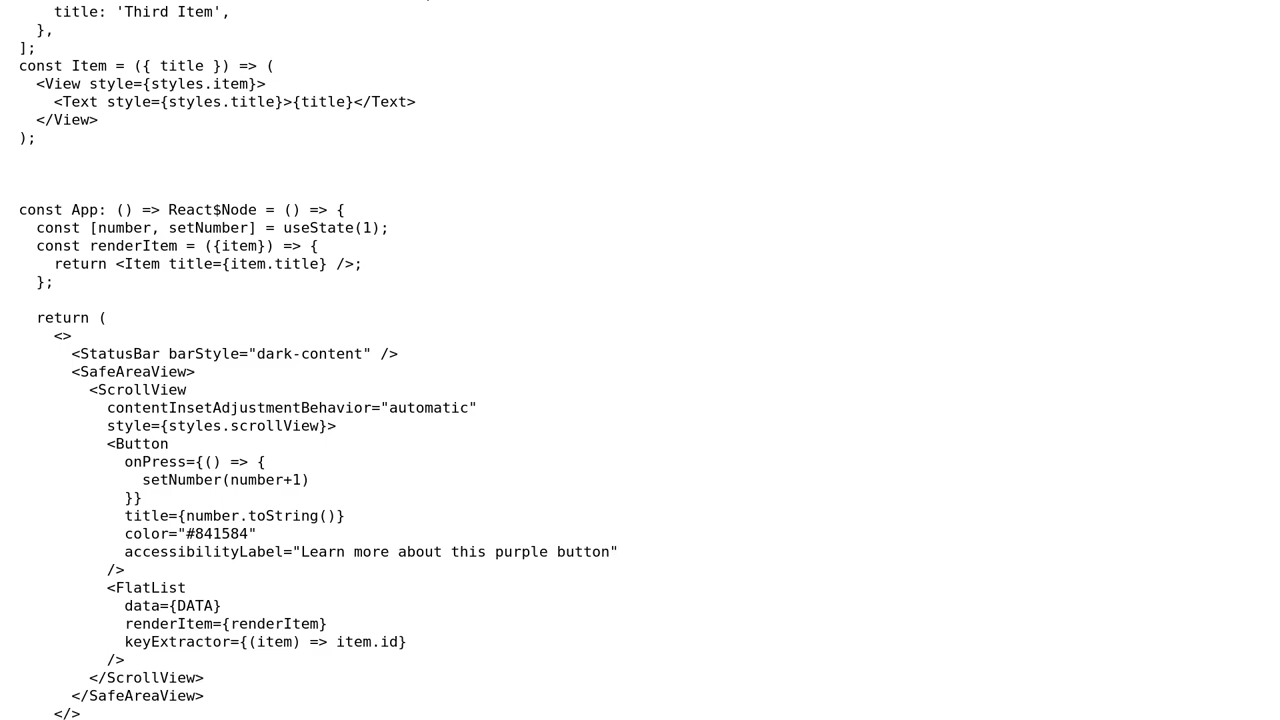 title: 'Third Item',
  },
];
const Item = ({ title }) => (
  <View style={styles.item}>
    <Text style={styles.title}>{title}</Text>
  </View>
);

const App: () => React$Node = () => {
  const [number, setNumber] = useState(1);
  const renderItem = ({item}) => {
    return <Item title={item.title} />;
  };

  return (
    <>
      <StatusBar barStyle="dark-content" />
      <SafeAreaView>
        <ScrollView
          contentInsetAdjustmentBehavior="automatic"
          style={styles.scrollView}>
          <Button
            onPress={() => {
              setNumber(number+1)
            }}
            title={number.toString()}
            color="#841584"
            accessibilityLabel="Learn more about this purple button"
          />
          <FlatList
            data={DATA}
            renderItem={renderItem}
            keyExtractor={(item) => item.id}
          />
        </ScrollView>
      </SafeAreaView>
    </>